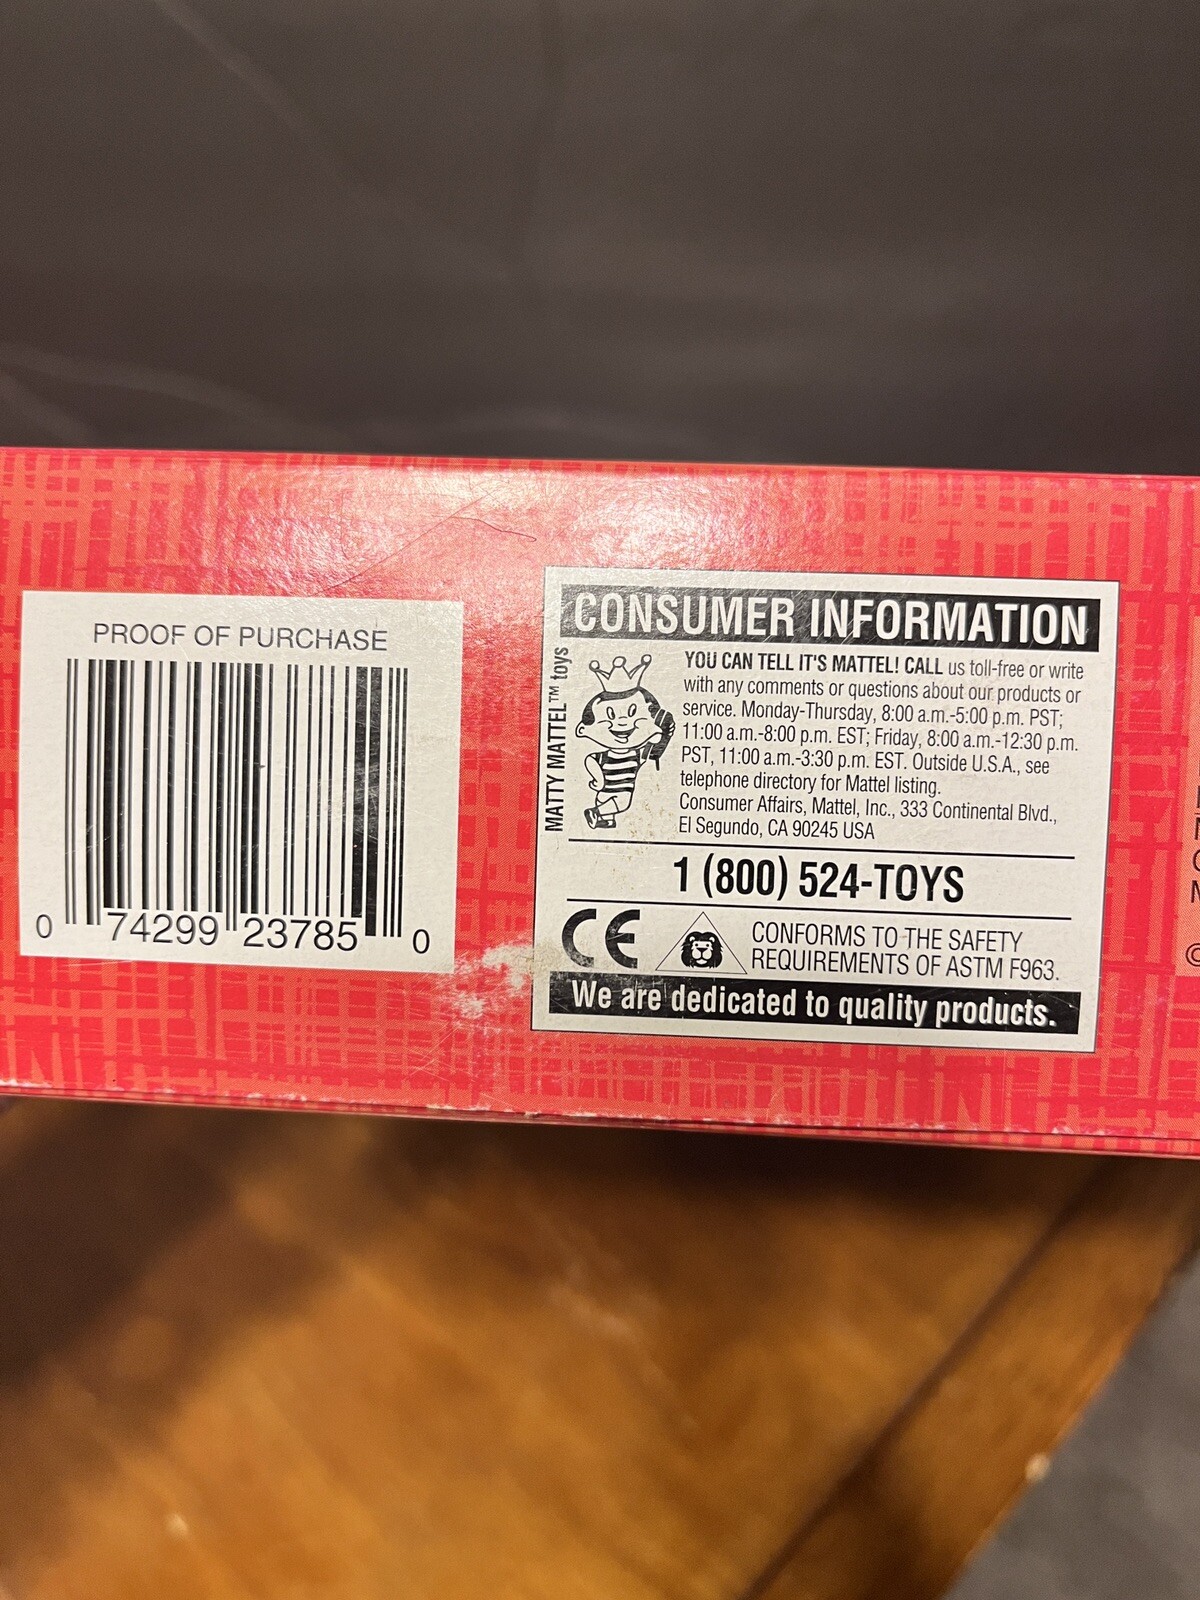 PROOF OF PURCHASE
0 74299 23785 0
CONSUMER INFORMATION
MATTY MATTEL™ toys
YOU CAN TELL IT'S MATTEL! CALL us toll-free or write
with any comments or questions about our products or
service. Monday-Thursday, 8:00 a.m.-5:00 p.m. PST;
11:00 a.m.-8:00 p.m. EST; Friday, 8:00 a.m.-12:30 p.m.
PST, 11:00 a.m.-3:30 p.m. EST. Outside U.S.A., see
telephone directory for Mattel listing.
Consumer Affairs, Mattel, Inc., 333 Continental Blvd.,
El Segundo, CA 90245 USA
1 (800) 524-TOYS
CE
CONFORMS TO THE SAFETY
REQUIREMENTS OF ASTM F963.
We are dedicated to quality products.